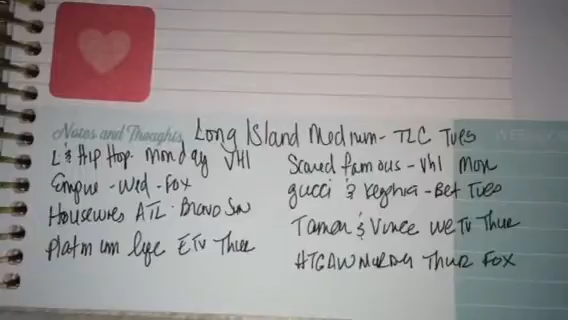 Notes and Thoughts Long Island Medium - TLC Tues
L & Hip Hop - Monday VH1
Empire - Wed - Fox
Housewives ATL - Bravo Sun
Platinum life ETV Thur
Scared famous - Vh1 Mon
gucci & Keyshia - Bet Tues
Tamar & Vince WETV Thur
HTGAWMURDER Thur FOX